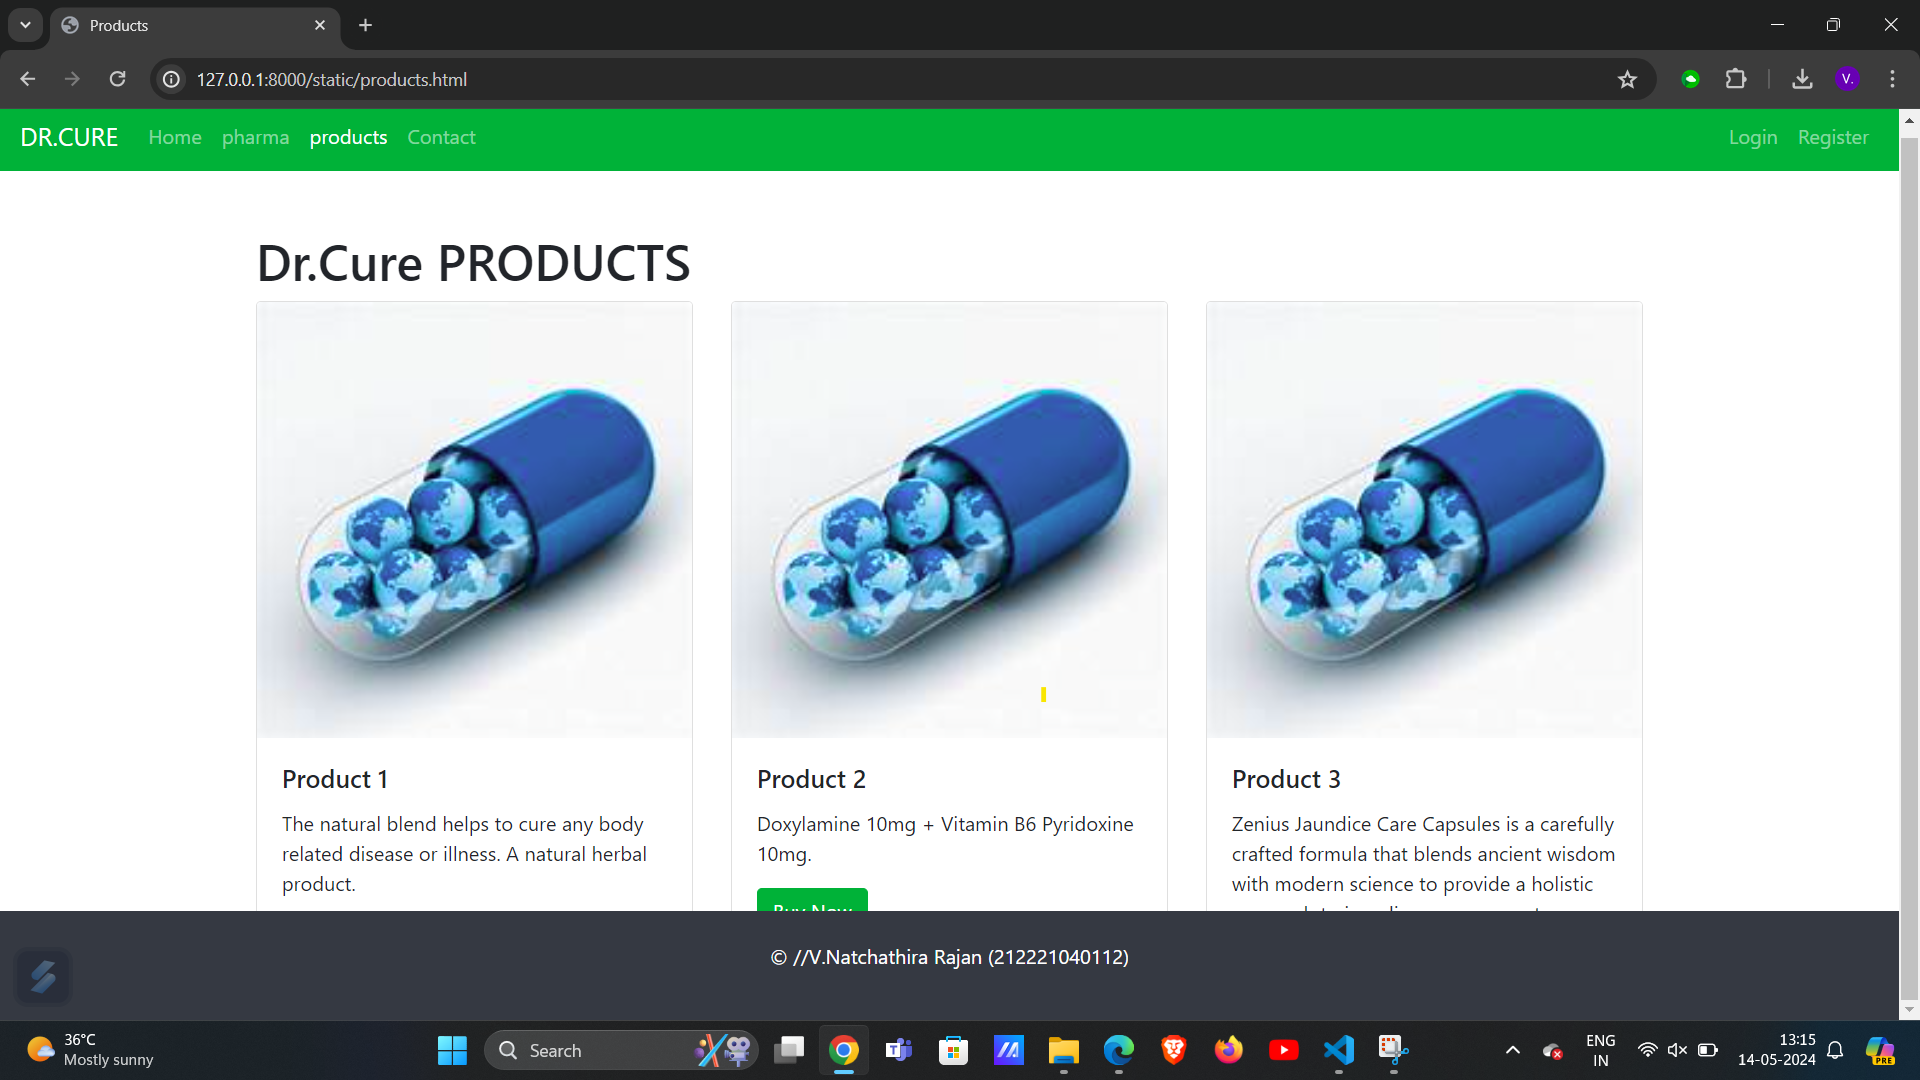 Products
127.0.0.1:8000/static/products.html
V.
DR.CURE Home pharma products Contact Login Register
Dr.Cure PRODUCTS
Product 1
The natural blend helps to cure any body
related disease or illness. A natural herbal
product.
Product 2
Doxylamine 10mg + Vitamin B6 Pyridoxine
10mg.
Buy Now
Product 3
Zenius Jaundice Care Capsules is a carefully
crafted formula that blends ancient wisdom
with modern science to provide a holistic
© //V.Natchathira Rajan (212221040112)
36°C
Mostly sunny
Search
ENG
IN
13:15
14-05-2024
PRE